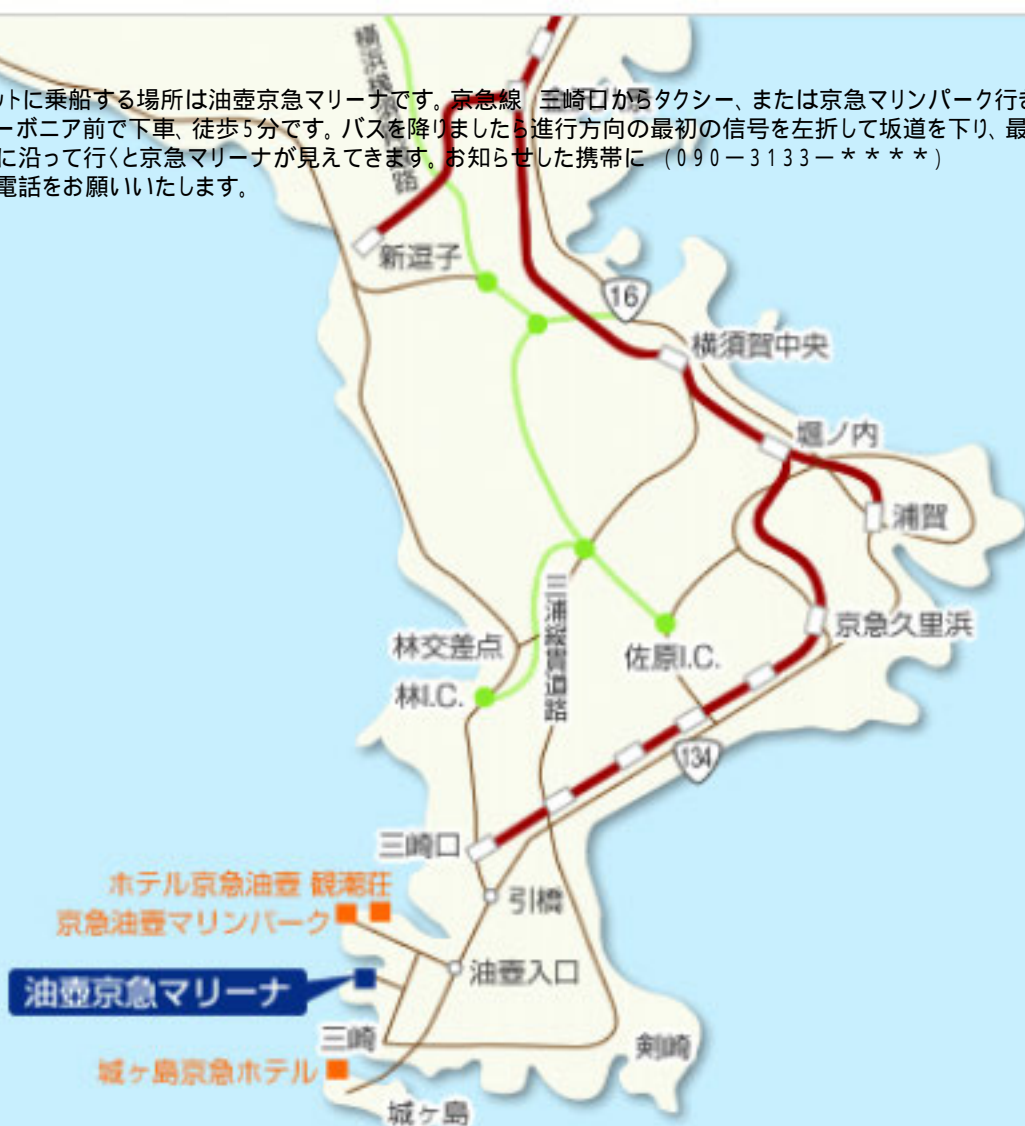 ットに乗船する場所は油壺京急マリーナです。京急線 三崎口からタクシー、または京急マリンパーク行き
ーボニア前で下車、徒歩5分です。バスを降りましたら進行方向の最初の信号を左折して坂道を下り、最
に沿って行くと京急マリーナが見えてきます。お知らせした携帯に (090-3133-****)
電話をお願いいたします。
新逗子
16
横須賀中央
堀ノ内
浦賀
三浦縦貫道路
京急久里浜
林交差点
佐原I.C.
林I.C.
134
三崎口
ホテル京急油壺 観潮荘
京急油壺マリンパーク
引橋
油壺入口
油壺京急マリーナ
三崎
剣崎
城ヶ島京急ホテル
城ヶ島